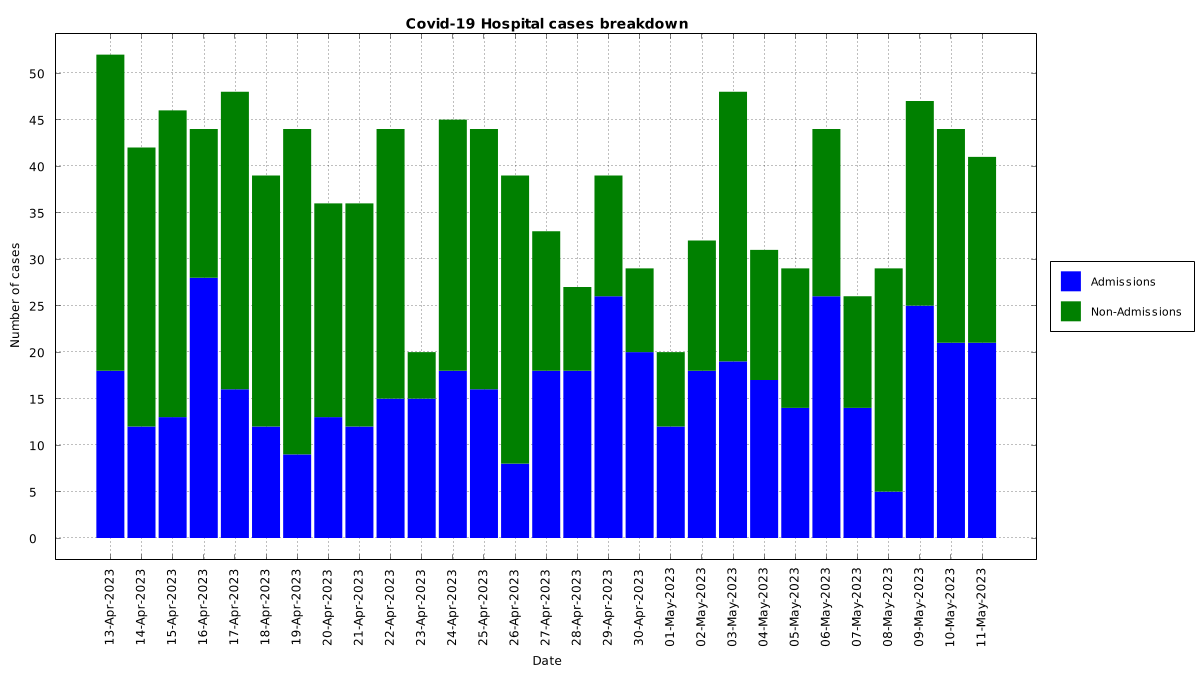 Covid-19 Hospital cases breakdown
Number of cases
50
45
40
35
30
25
20
15
10
5
0
13-Apr-2023
14-Apr-2023
15-Apr-2023
16-Apr-2023
17-Apr-2023
18-Apr-2023
19-Apr-2023
20-Apr-2023
21-Apr-2023
22-Apr-2023
23-Apr-2023
24-Apr-2023
25-Apr-2023
26-Apr-2023
27-Apr-2023
28-Apr-2023
29-Apr-2023
30-Apr-2023
01-May-2023
02-May-2023
03-May-2023
04-May-2023
05-May-2023
06-May-2023
07-May-2023
08-May-2023
09-May-2023
10-May-2023
11-May-2023
Date
Admissions
Non-Admissions